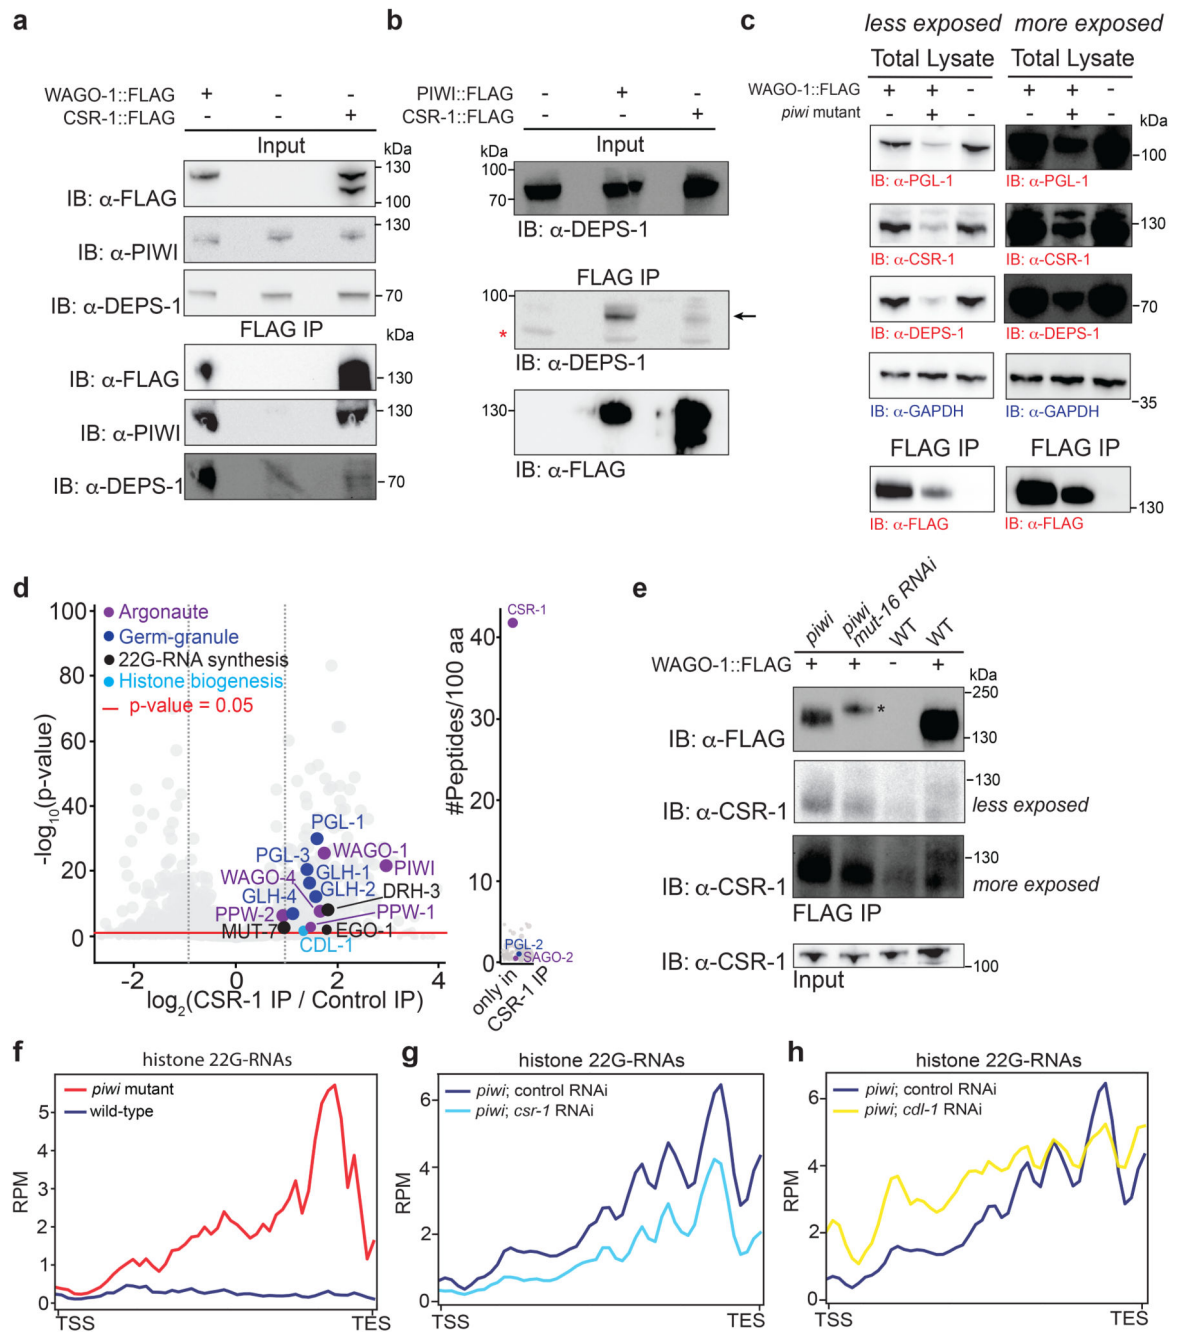 a
WAGO-1::FLAG + - -
CSR-1::FLAG - - +
Input
kDa
IB: α-FLAG
130
100
IB: α-PIWI
130
IB: α-DEPS-1
70
FLAG IP
kDa
IB: α-FLAG
130
IB: α-PIWI
130
IB: α-DEPS-1
70
b
PIWI::FLAG - + -
CSR-1::FLAG - - +
kDa
Input
100
70
IB: α-DEPS-1
FLAG IP
100
*
IB: α-DEPS-1
130
IB: α-FLAG
c
less exposed more exposed
Total Lysate Total Lysate
WAGO-1::FLAG + + - + + -
piwi mutant - + - - + -
kDa
100
IB: α-PGL-1 IB: α-PGL-1
130
IB: α-CSR-1 IB: α-CSR-1
70
IB: α-DEPS-1 IB: α-DEPS-1
35
IB: α-GAPDH IB: α-GAPDH
FLAG IP FLAG IP
130
IB: α-FLAG IB: α-FLAG
d
Argonaute
Germ-granule
22G-RNA synthesis
Histone biogenesis
p-value = 0.05
-log10(p-value)
100
80
60
40
20
0
PGL-1
WAGO-1
PGL-3
PIWI
GLH-1
WAGO-4
GLH-2
DRH-3
GLH-4
PPW-2
PPW-1
MUT-7
EGO-1
CDL-1
-2 0 2 4
log2(CSR-1 IP / Control IP)
#Peptides/100 aa
CSR-1
40
30
20
10
0
PGL-2
SAGO-2
only in
CSR-1 IP
e
piwi
piwi
mut-16 RNAi
WT
WT
WAGO-1::FLAG + + - +
kDa
250
*
IB: α-FLAG
130
130
IB: α-CSR-1
less exposed
130
IB: α-CSR-1
more exposed
FLAG IP
IB: α-CSR-1
100
Input
f
histone 22G-RNAs
piwi mutant
wild-type
RPM
5
4
3
2
1
0
TSS TES
g
histone 22G-RNAs
piwi; control RNAi
piwi; csr-1 RNAi
RPM
6
4
2
0
TSS TES
h
histone 22G-RNAs
piwi; control RNAi
piwi; cdl-1 RNAi
RPM
6
4
2
0
TSS TES